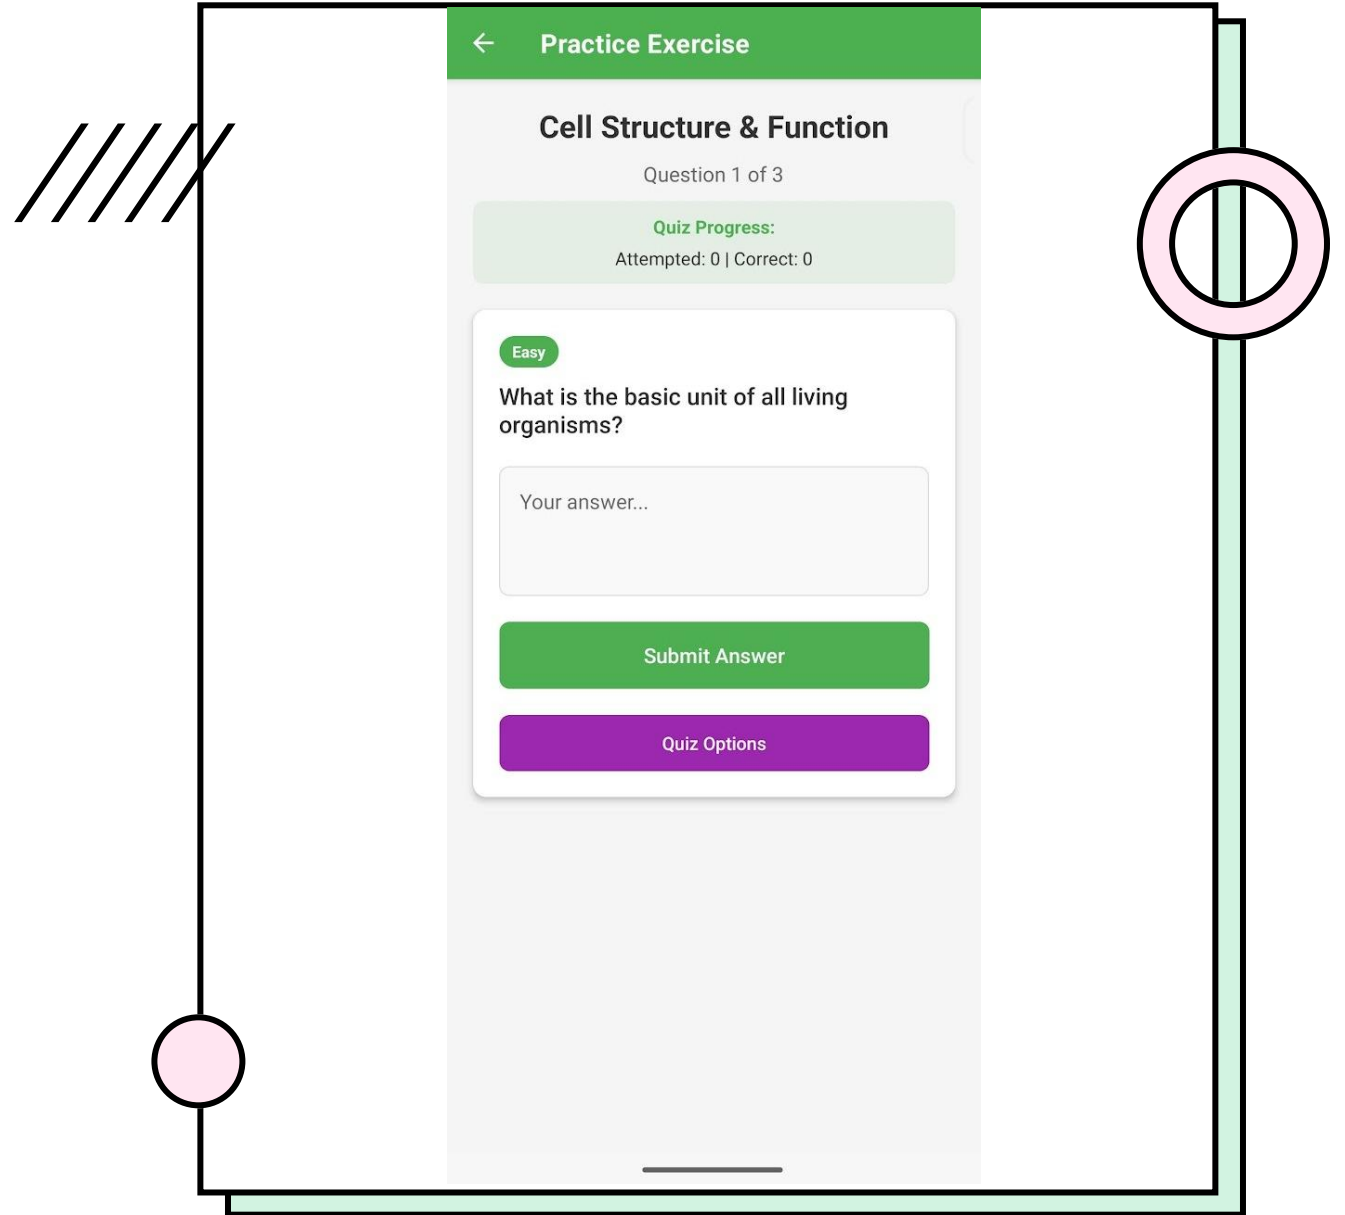 Practice Exercise
Cell Structure & Function
Question 1 of 3
Quiz Progress:
Attempted: 0 | Correct: 0
Easy
What is the basic unit of all living
organisms?
Your answer...
Submit Answer
Quiz Options